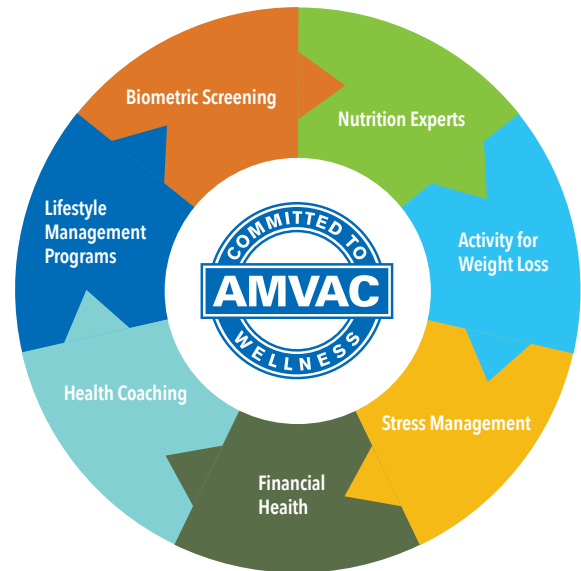 Biometric Screening
Nutrition Experts
Activity for
Weight Loss
Stress Management
Financial
Heaith
Health Coaching
Lifestyle
Management
Programs
COMMITTED TO
AMVAC
WELLNESS